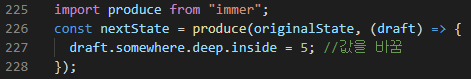 225 import produce from "immer";
226 const nextState = produce(originalState, (draft) => {
227   draft.somewhere.deep.inside = 5; //값을 바꿈
228 });